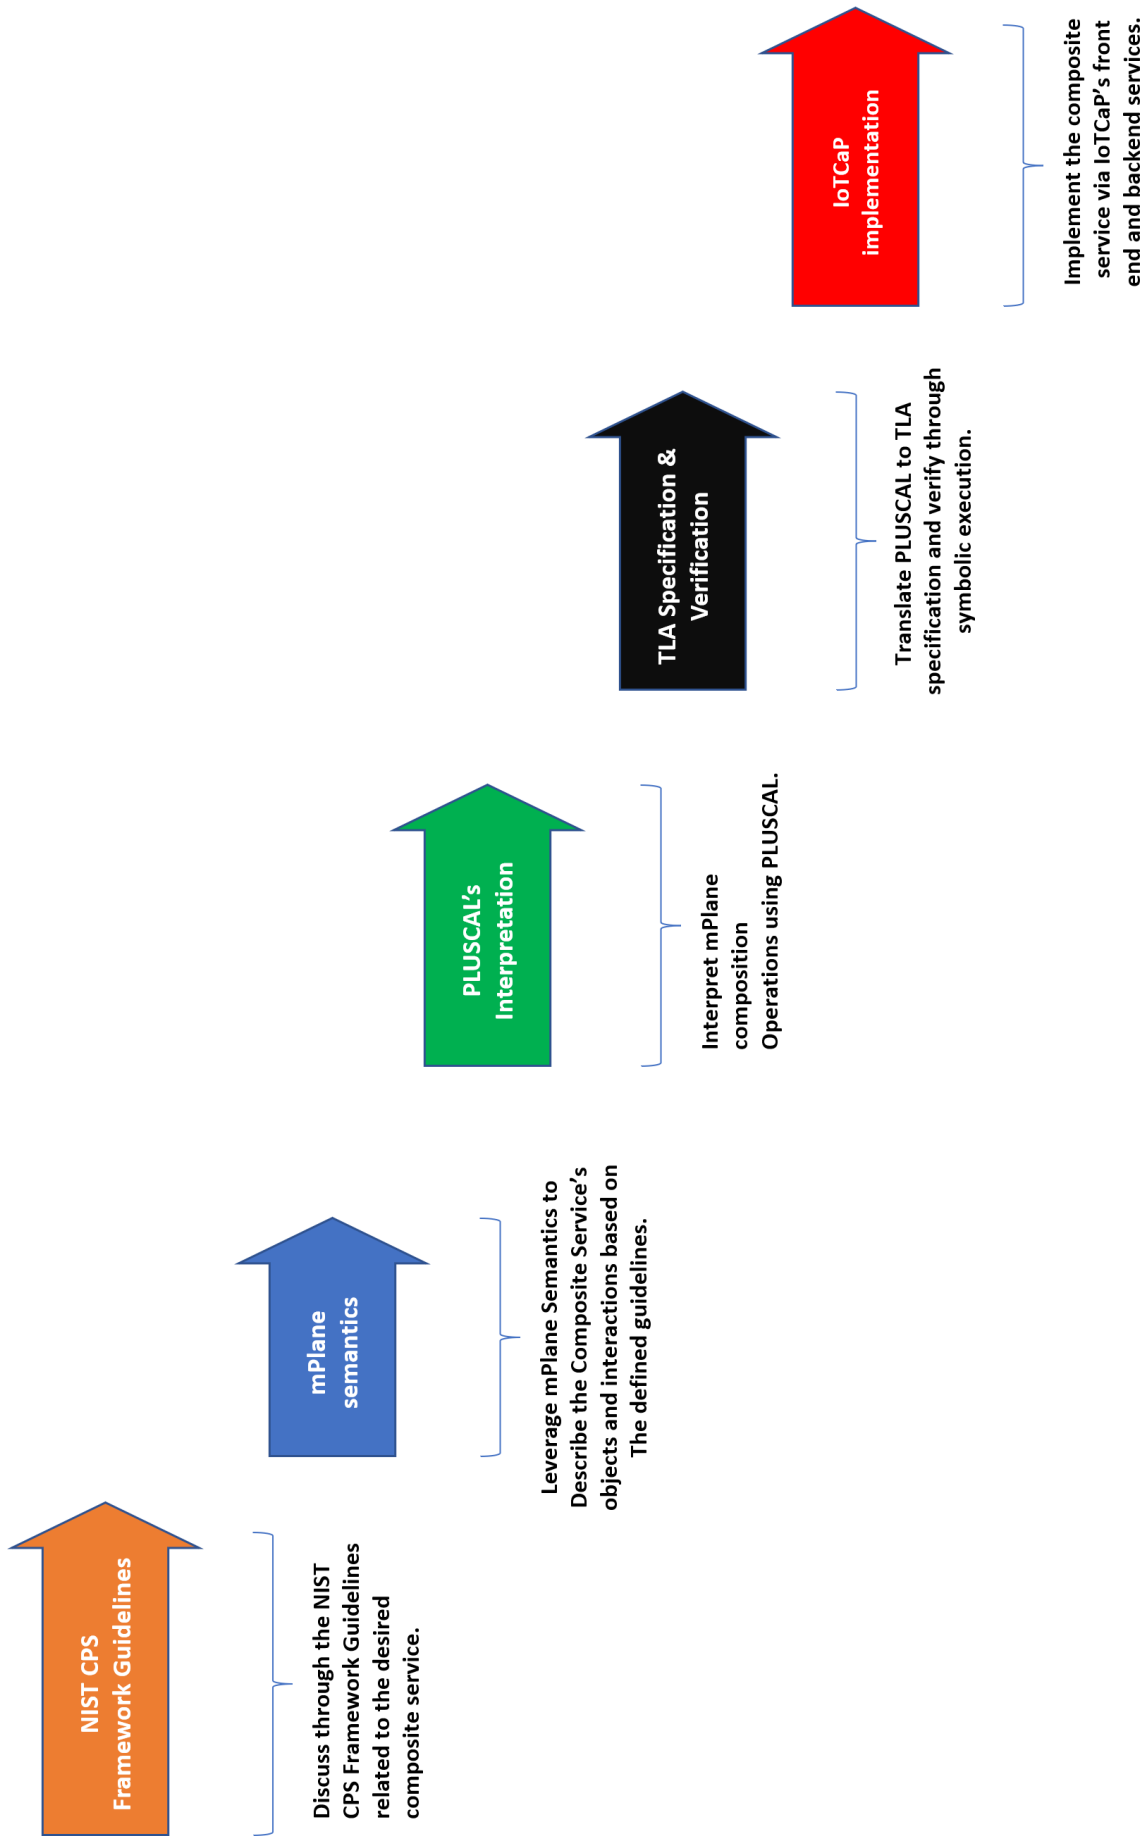 NIST CPS
Framework Guidelines
Discuss through the NIST
CPS Framework Guidelines
related to the desired
composite service.
mPlane
semantics
Leverage mPlane Semantics to
Describe the Composite Service's
objects and interactions based on
The defined guidelines.
PLUSCAL's
Interpretation
Interpret mPlane
composition
Operations using PLUSCAL.
TLA Specification &
Verification
Translate PLUSCAL to TLA
specification and verify through
symbolic execution.
IoTCaP
implementation
Implement the composite
service via IoTCaP's front
end and backend services.